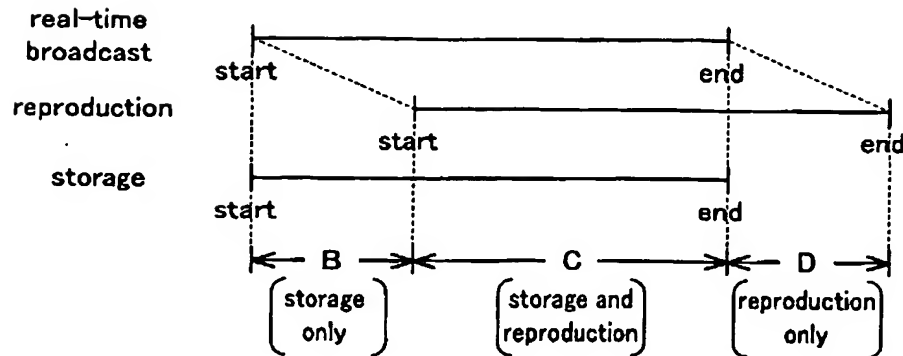 real-time
broadcast
start
end
reproduction
start
end
storage
start
end
B
C
D
storage
only
storage and
reproduction
reproduction
only